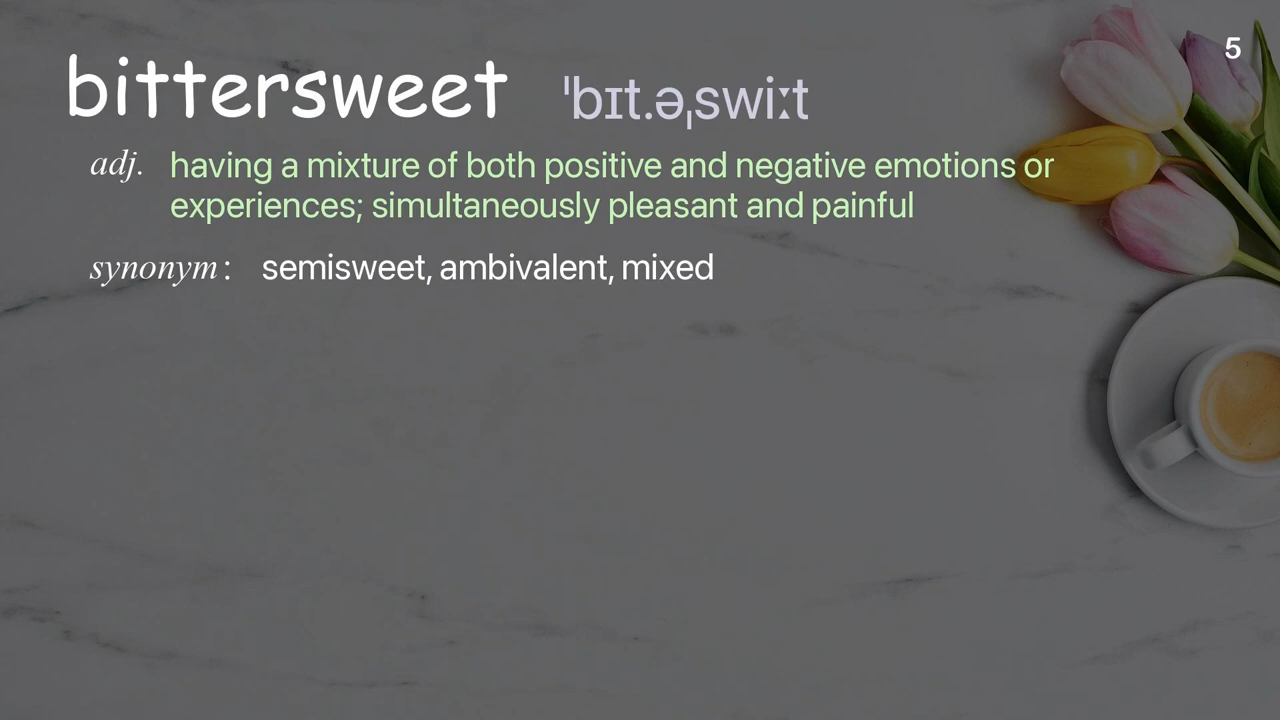 5
bittersweet ˈbɪt.əˌswiːt
adj. having a mixture of both positive and negative emotions or
experiences; simultaneously pleasant and painful
synonym: semisweet, ambivalent, mixed